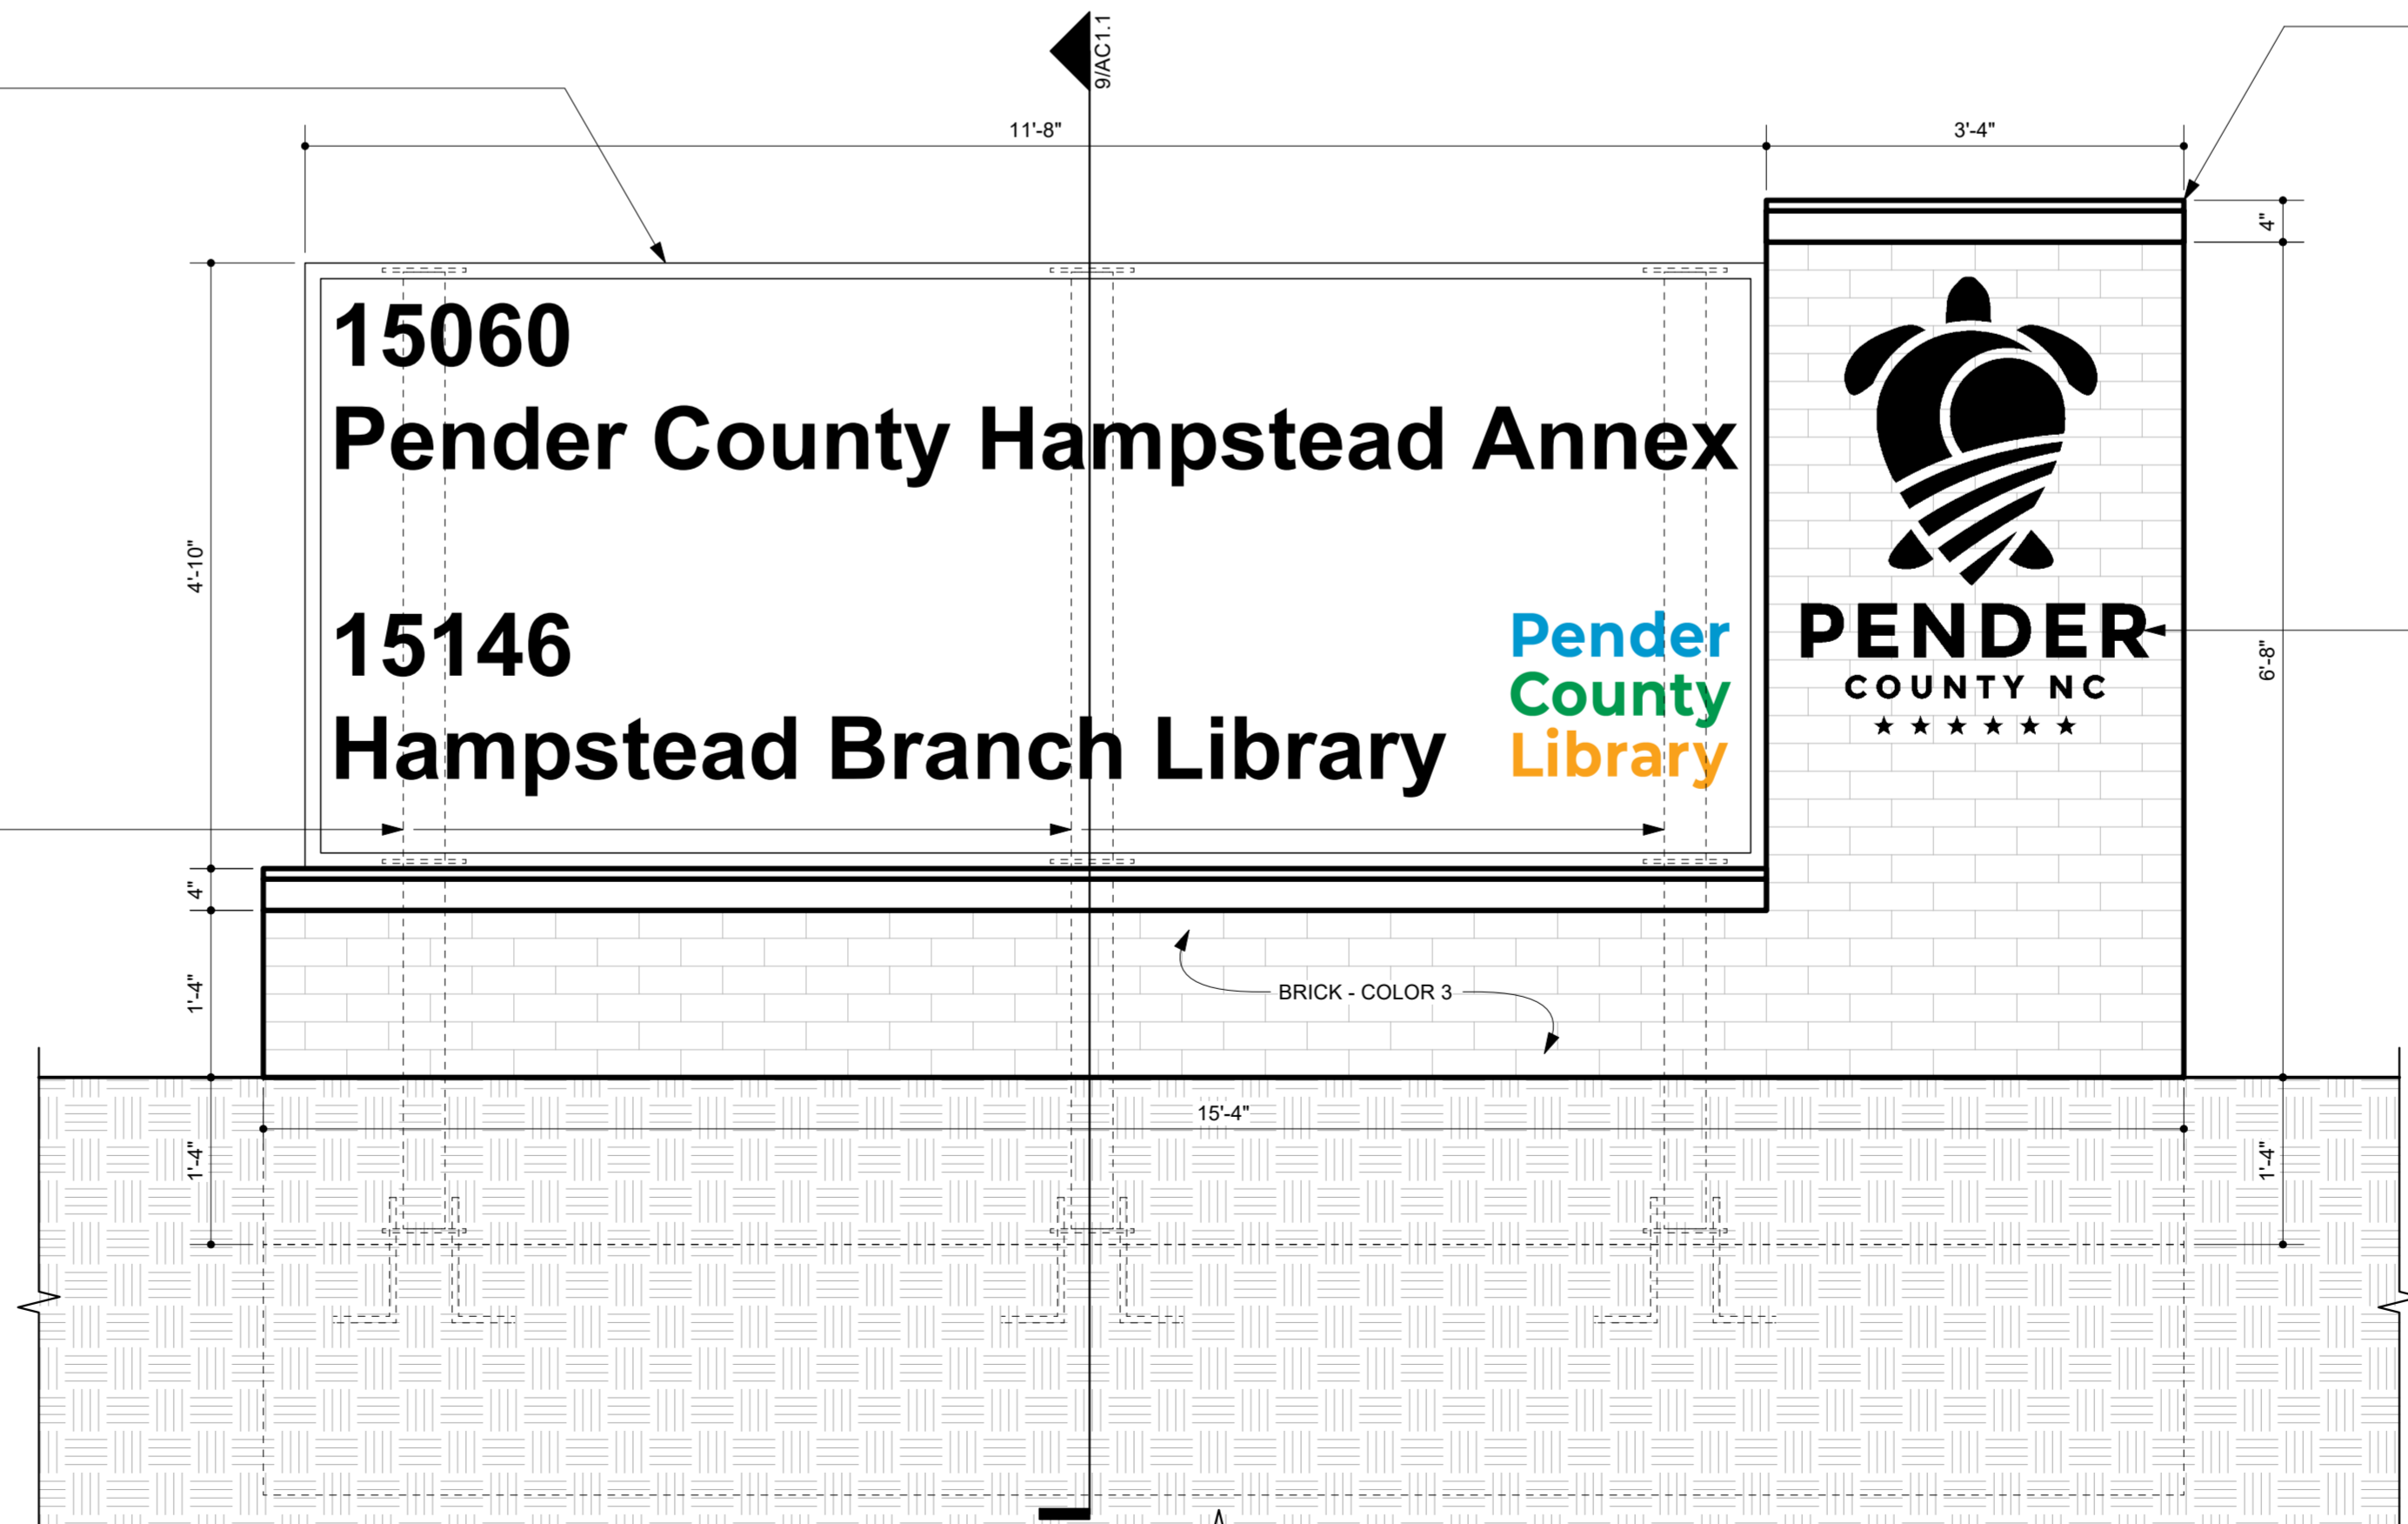 9/AC1.1
11'-8"
3'-4"
4"
15060
Pender County Hampstead Annex
4'-10"
15146
Hampstead Branch Library
Pender
County
Library
PENDER
COUNTY NC
6'-8"
4"
1'-4"
BRICK - COLOR 3
15'-4"
1'-4"
1'-4"